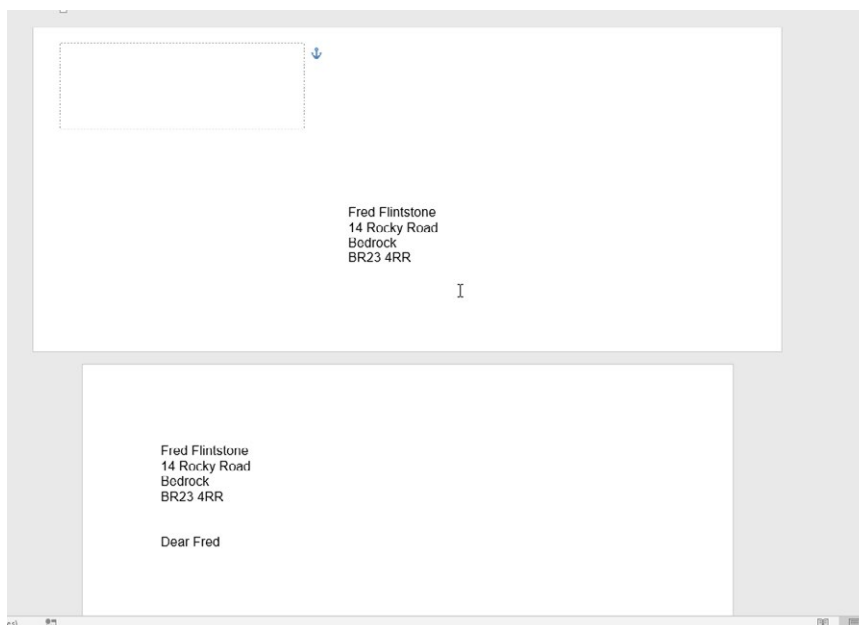 Fred Flintstone
14 Rocky Road
Bedrock
BR23 4RR
Fred Flintstone
14 Rocky Road
Bedrock
BR23 4RR
Dear Fred